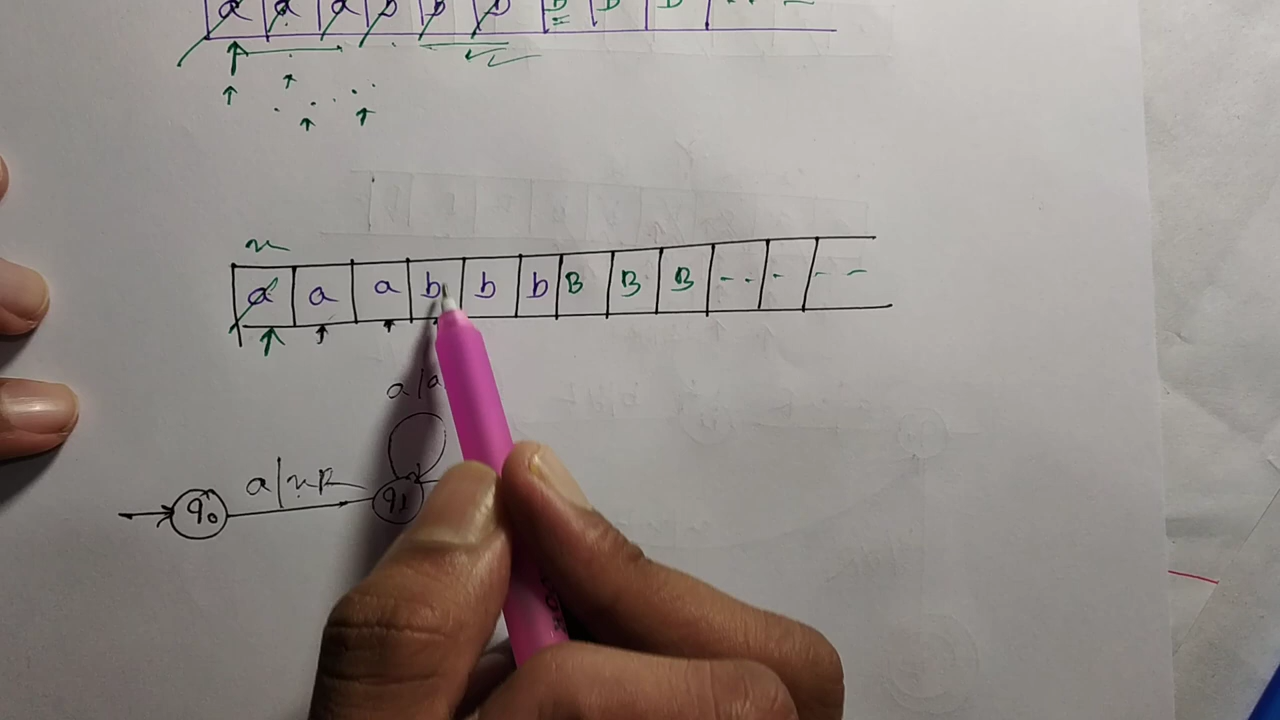 a a a b b b B B B
x
a a a b b b B B B -- - --
a|a
a|xR
q0 q1